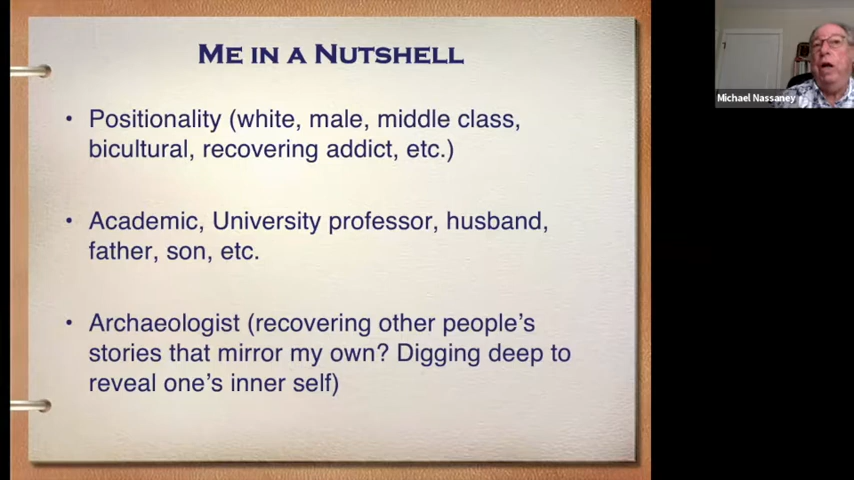 ME IN A NUTSHELL
• Positionality (white, male, middle class,
bicultural, recovering addict, etc.)
• Academic, University professor, husband,
father, son, etc.
• Archaeologist (recovering other people's
stories that mirror my own? Digging deep to
reveal one's inner self)
Michael Nassaney